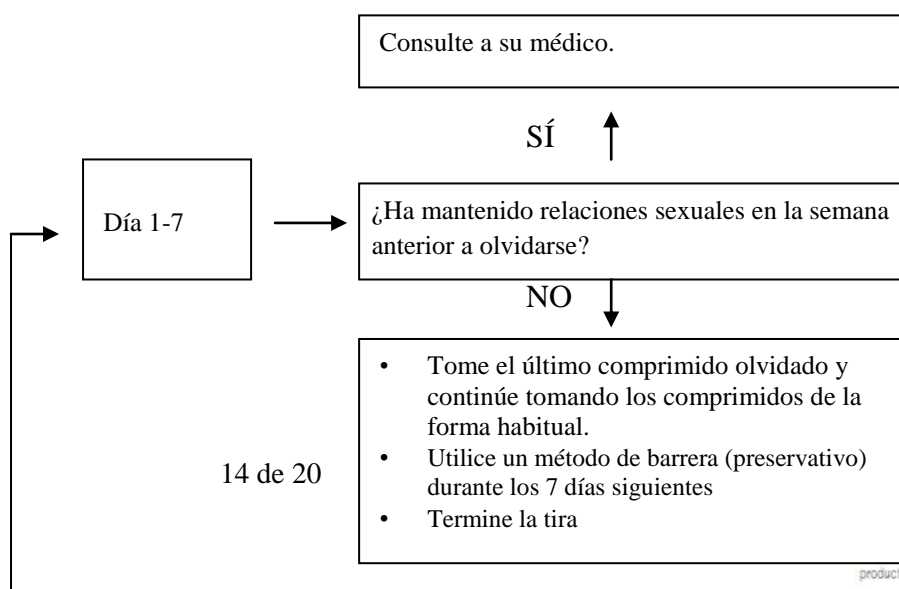 Consulte a su médico.
SÍ
Día 1-7
¿Ha mantenido relaciones sexuales en la semana
anterior a olvidarse?
NO
• Tome el último comprimido olvidado y
continúe tomando los comprimidos de la
forma habitual.
• Utilice un método de barrera (preservativo)
durante los 7 días siguientes
• Termine la tira
14 de 20
product